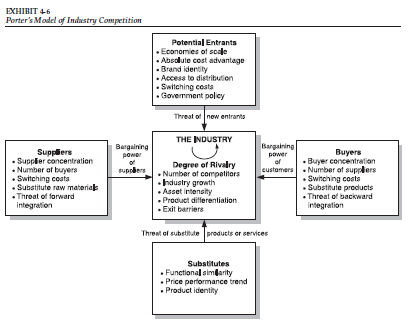 EXHIBIT 4-6
Porter's Model of Industry Competition
Potential Entrants
• Economies of scale
• Absolute cost advantage
• Brand identity
• Access to distribution
• Switching costs
• Government policy
Threat of new entrants
Suppliers
• Supplier concentration
• Number of buyers
• Switching costs
• Substitute raw materials
• Threat of forward
integration
Bargaining
power
of
suppliers
THE INDUSTRY
Degree of Rivalry
• Number of competitors
• Industry growth
• Asset intensity
• Product differentiation
• Exit barriers
Bargaining
power
of
customers
Buyers
• Buyer concentration
• Number of suppliers
• Switching costs
• Substitute products
• Threat of backward
integration
Threat of substitute products or services
Substitutes
• Functional similarity
• Price performance trend
• Product identity